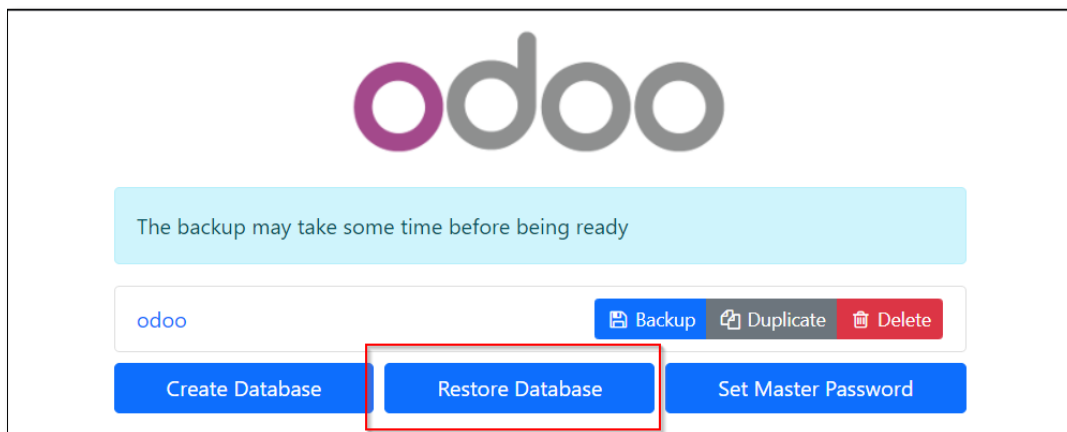 odoo
The backup may take some time before being ready
odoo Backup Duplicate Delete
Create Database Restore Database Set Master Password